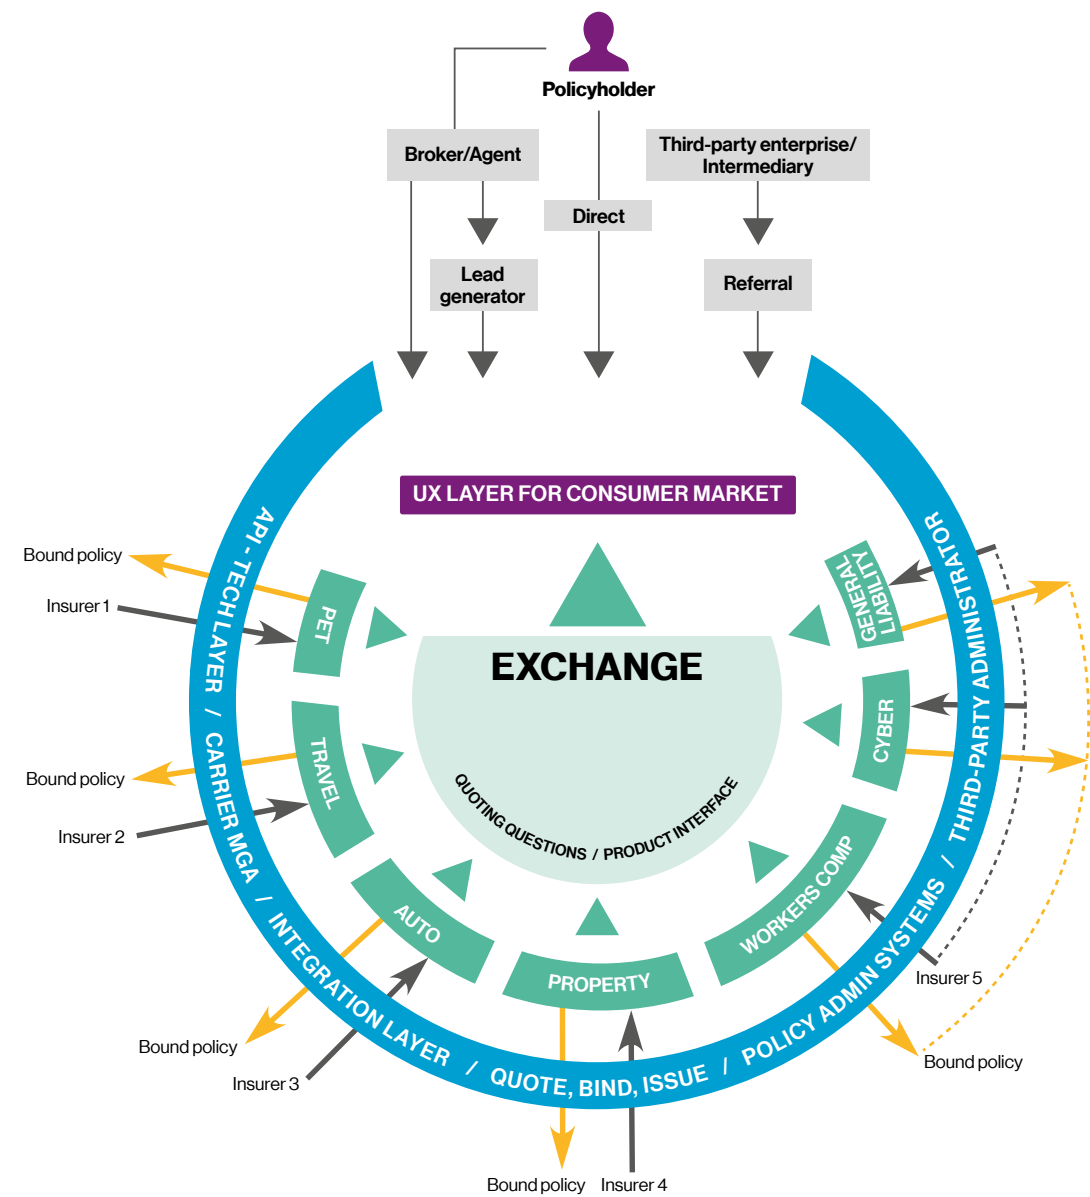 Policyholder
Broker/Agent
Third-party enterprise/
Intermediary
Direct
Lead
generator
Referral
UX LAYER FOR CONSUMER MARKET
API - TECH LAYER / CARRIER MGA / INTEGRATION LAYER / QUOTE, BIND, ISSUE / POLICY ADMIN SYSTEMS / THIRD-PARTY ADMINISTRATOR
Bound policy
Insurer 1
PET
GENERAL
LIABILITY
EXCHANGE
CYBER
TRAVEL
Bound policy
Insurer 2
QUOTING QUESTIONS / PRODUCT INTERFACE
AUTO
WORKERS COMP
PROPERTY
Insurer 5
Bound policy
Insurer 3
Bound policy
Bound policy
Insurer 4